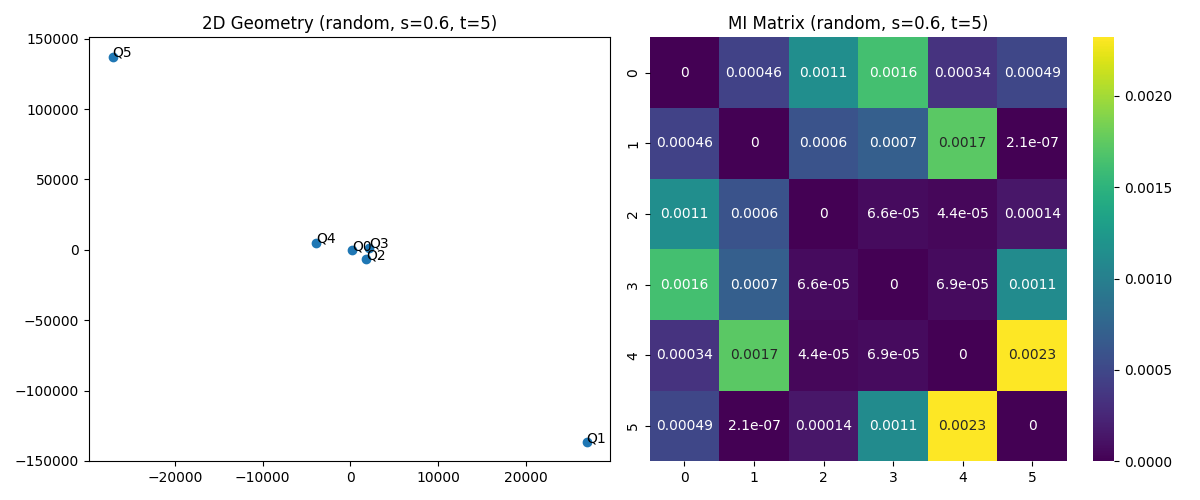 2D Geometry (random, s=0.6, t=5)
150000
100000
50000
0
−50000
−100000
−150000
−20000 −10000 0 10000 20000
Q5
Q4
Q0
Q3
Q2
Q1
MI Matrix (random, s=0.6, t=5)
0 0 0.00046 0.0011 0.0016 0.00034 0.00049
1 0.00046 0 0.0006 0.0007 0.0017 2.1e-07
2 0.0011 0.0006 0 6.6e-05 4.4e-05 0.00014
3 0.0016 0.0007 6.6e-05 0 6.9e-05 0.0011
4 0.00034 0.0017 4.4e-05 6.9e-05 0 0.0023
5 0.00049 2.1e-07 0.00014 0.0011 0.0023 0
0 1 2 3 4 5
0.0020
0.0015
0.0010
0.0005
0.0000